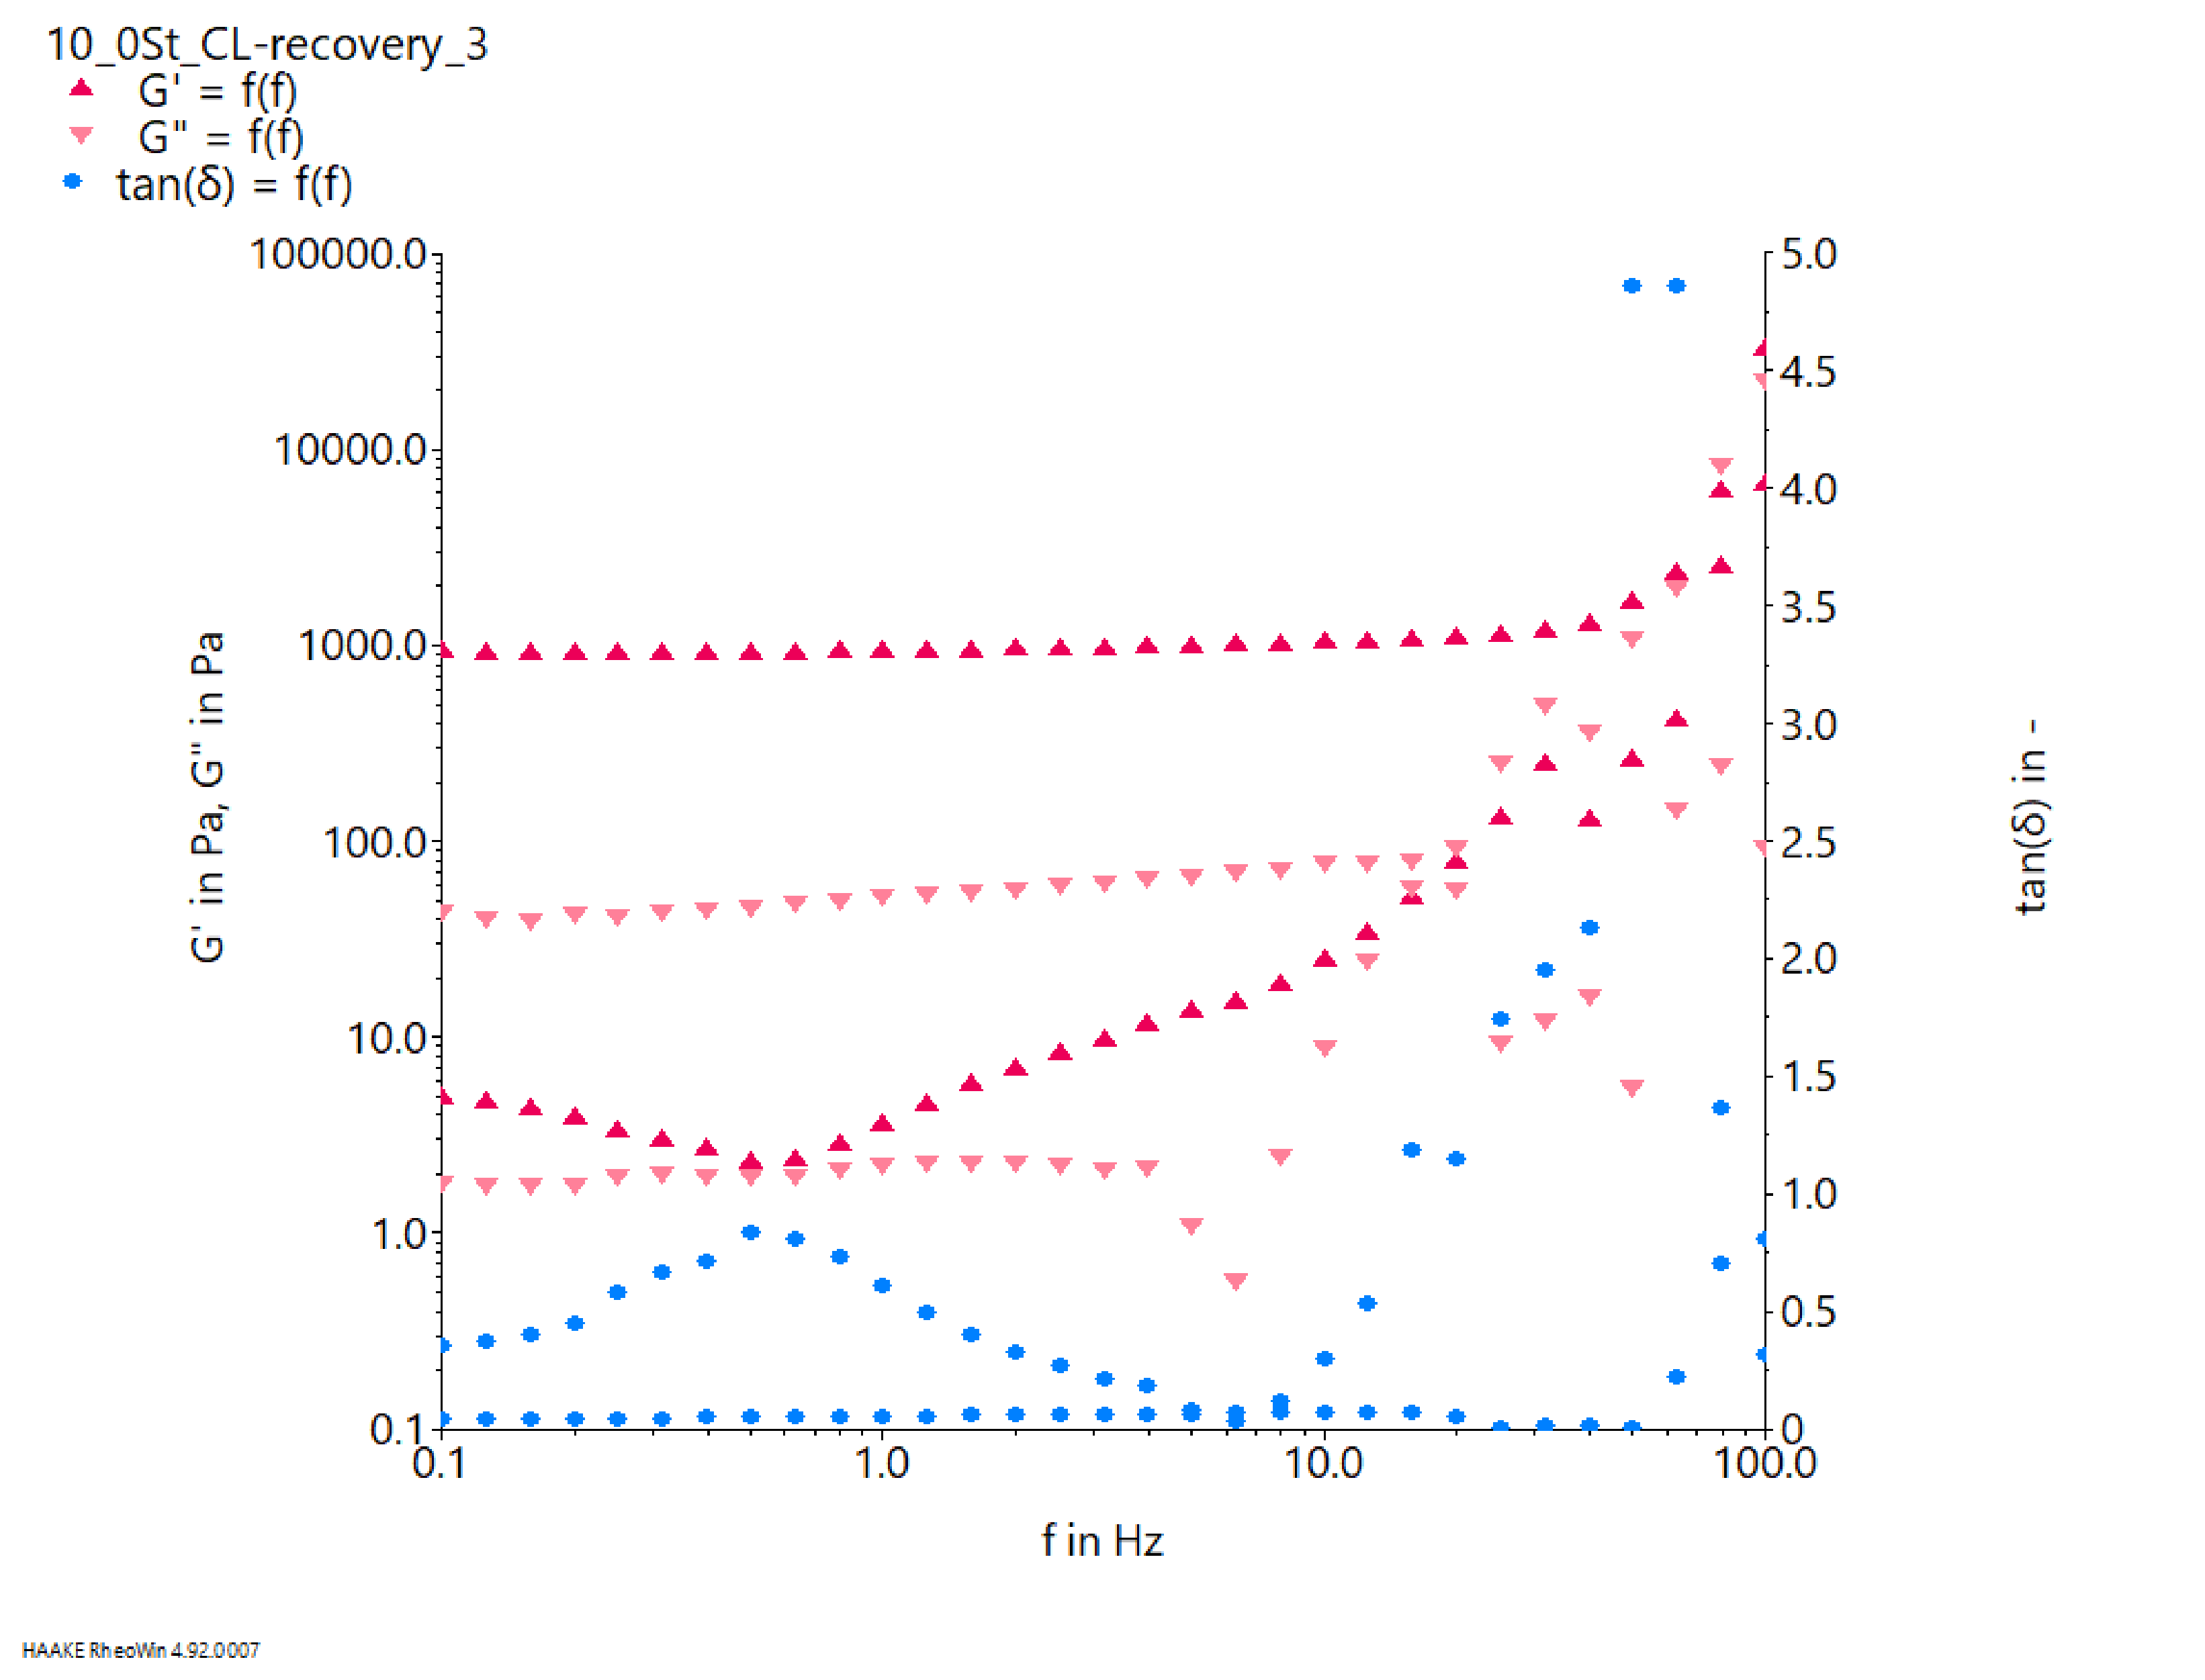 10_0St_CL-recovery_3
G' = f(f)
G" = f(f)
tan(δ) = f(f)
100000.0
10000.0
1000.0
100.0
10.0
1.0
0.1
G' in Pa, G" in Pa
5.0
4.5
4.0
3.5
3.0
2.5
2.0
1.5
1.0
0.5
0
tan(δ) in -
0.1 1.0 10.0 100.0
f in Hz
HAAKE RheoWin 4.92.0007